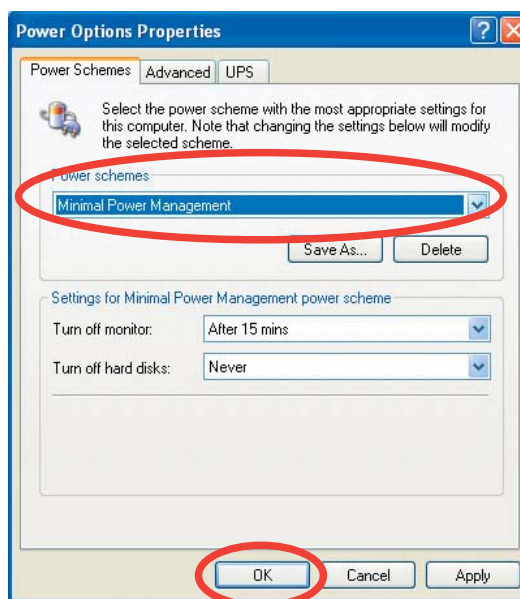 Power Options Properties
Power Schemes Advanced UPS
Select the power scheme with the most appropriate settings for
this computer. Note that changing the settings below will modify
the selected scheme.
Power schemes
Minimal Power Management
Save As... Delete
Settings for Minimal Power Management power scheme
Turn off monitor: After 15 mins
Turn off hard disks: Never
OK Cancel Apply